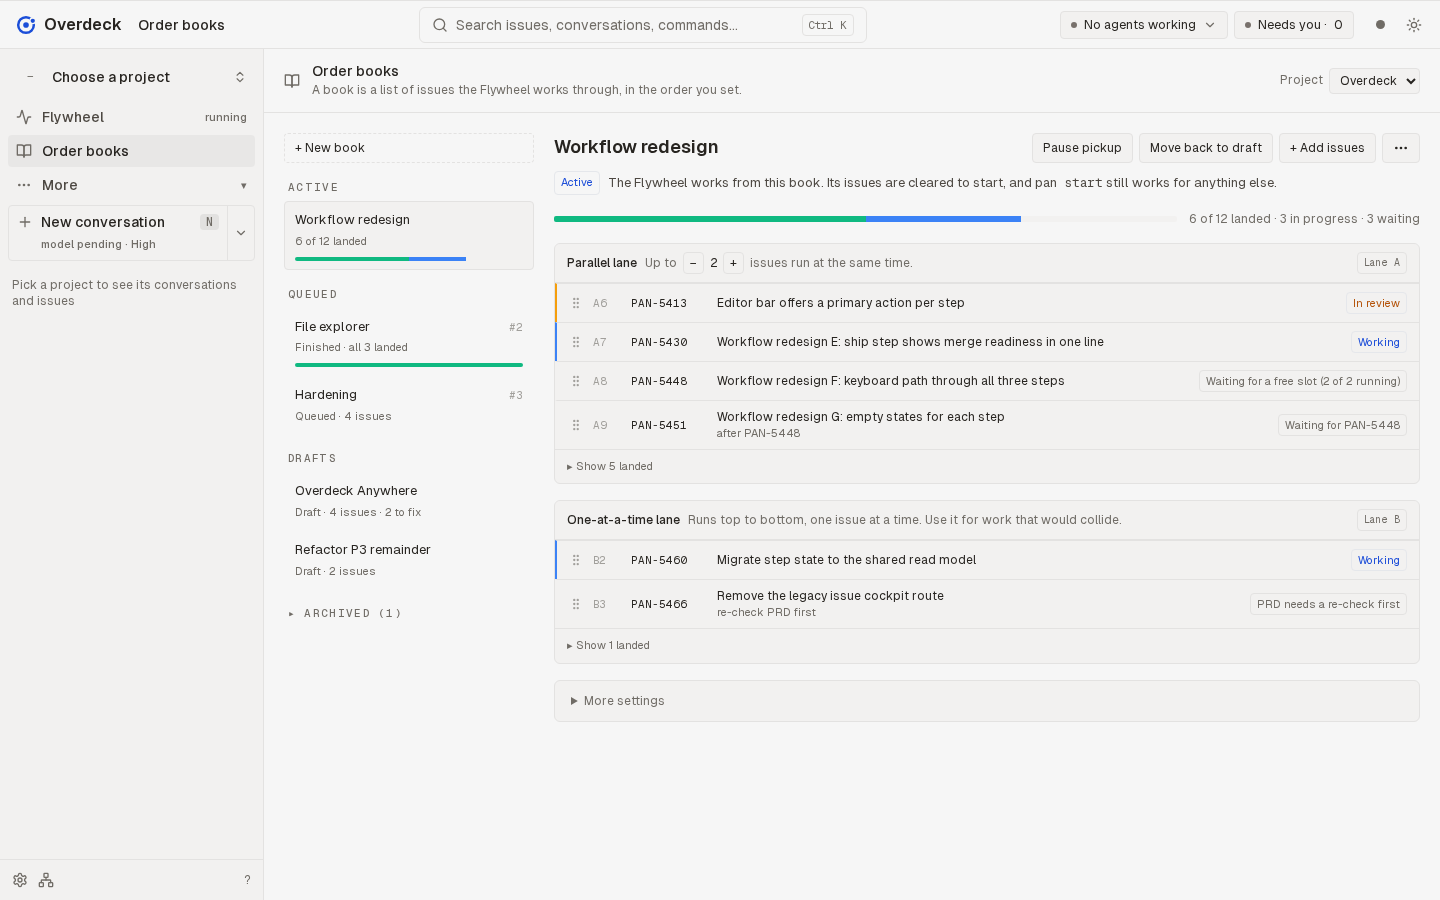 Overdeck
Order books
Search issues, conversations, commands...
Ctrl K
No agents working
Needs you · 0
– Choose a project
Flywheel
running
Order books
More
New conversation
N
model pending · High
Pick a project to see its conversations
and issues
?
Order books
A book is a list of issues the Flywheel works through, in the order you set.
Project
Overdeck
+ New book
ACTIVE
Workflow redesign
6 of 12 landed
QUEUED
File explorer
#2
Finished · all 3 landed
Hardening
#3
Queued · 4 issues
DRAFTS
Overdeck Anywhere
Draft · 4 issues · 2 to fix
Refactor P3 remainder
Draft · 2 issues
▸ ARCHIVED (1)
Workflow redesign
Pause pickup
Move back to draft
+ Add issues
Active
The Flywheel works from this book. Its issues are cleared to start, and pan start still works for anything else.
6 of 12 landed · 3 in progress · 3 waiting
Parallel lane Up to − 2 + issues run at the same time.
Lane A
A6 PAN-5413 Editor bar offers a primary action per step
In review
A7 PAN-5430 Workflow redesign E: ship step shows merge readiness in one line
Working
A8 PAN-5448 Workflow redesign F: keyboard path through all three steps
Waiting for a free slot (2 of 2 running)
A9 PAN-5451 Workflow redesign G: empty states for each step
after PAN-5448
Waiting for PAN-5448
▸ Show 5 landed
One-at-a-time lane Runs top to bottom, one issue at a time. Use it for work that would collide.
Lane B
B2 PAN-5460 Migrate step state to the shared read model
Working
B3 PAN-5466 Remove the legacy issue cockpit route
re-check PRD first
PRD needs a re-check first
▸ Show 1 landed
▶ More settings